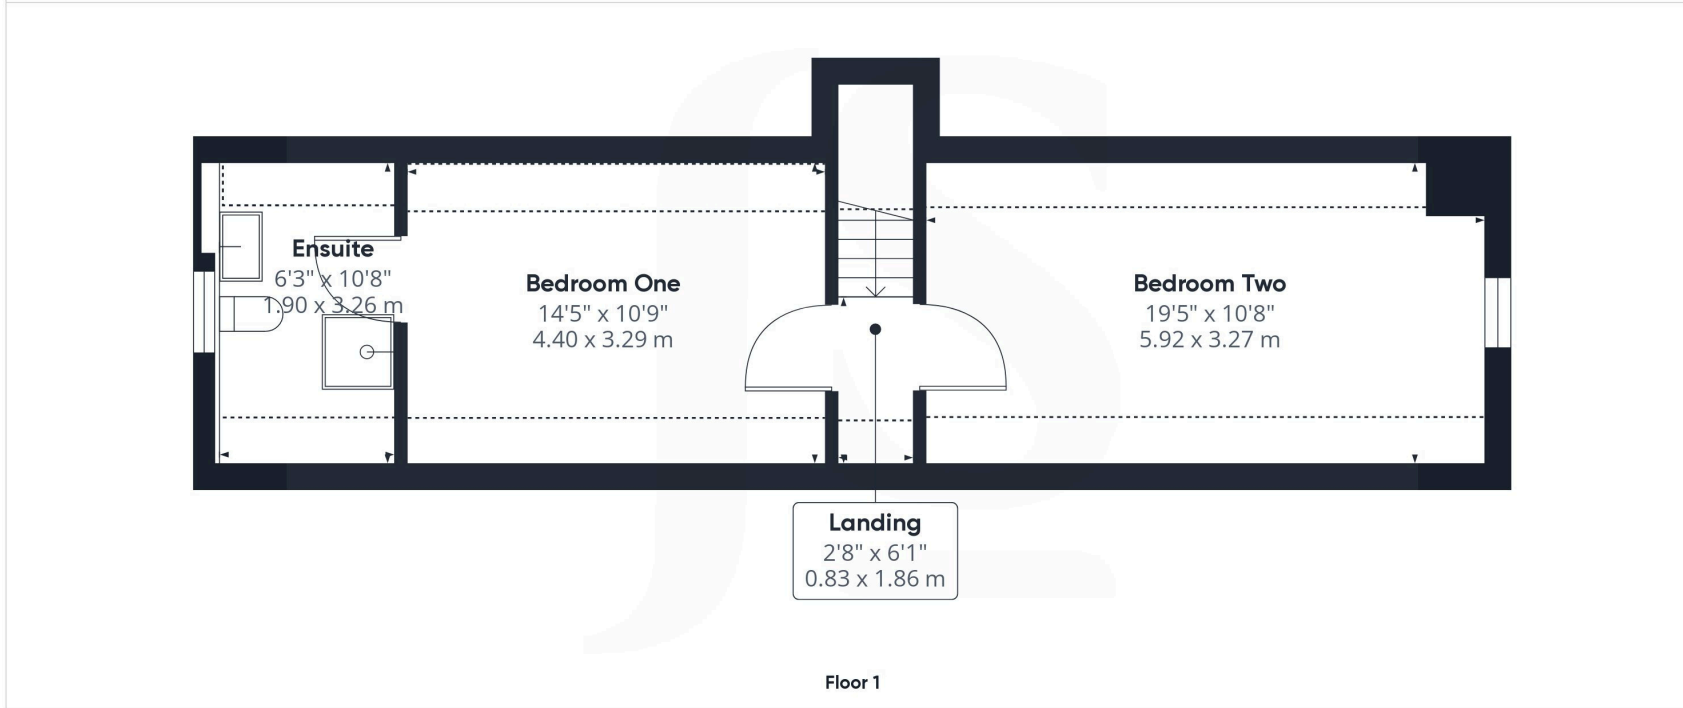 Ensuite
6'3" x 10'8"
1.90 x 3.26 m
Bedroom One
14'5" x 10'9"
4.40 x 3.29 m
Bedroom Two
19'5" x 10'8"
5.92 x 3.27 m
Landing
2'8" x 6'1"
0.83 x 1.86 m
Floor 1